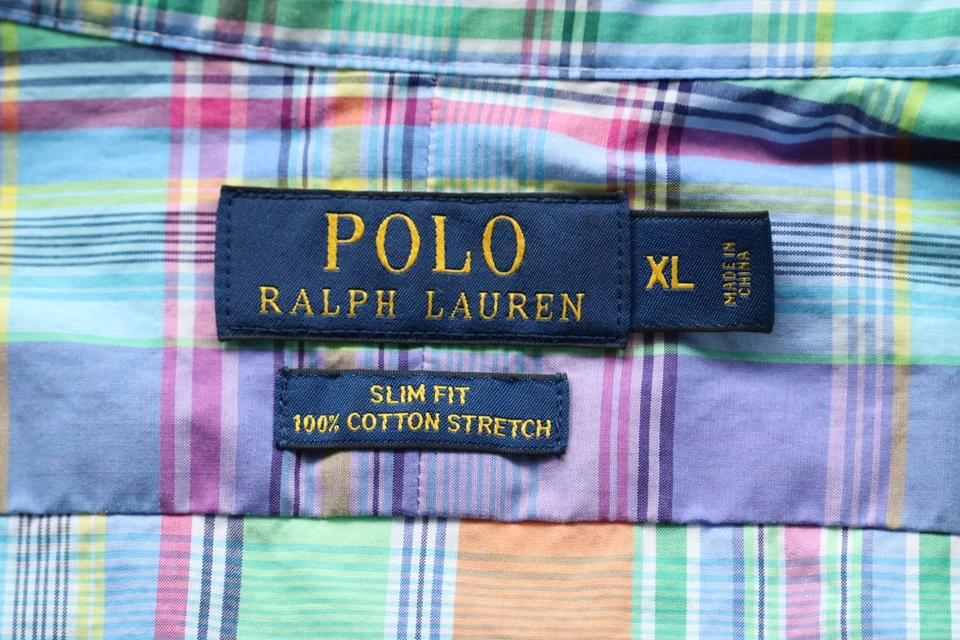 POLO
RALPH LAUREN
XL
MADE IN
CHINA
SLIM FIT
100% COTTON STRETCH